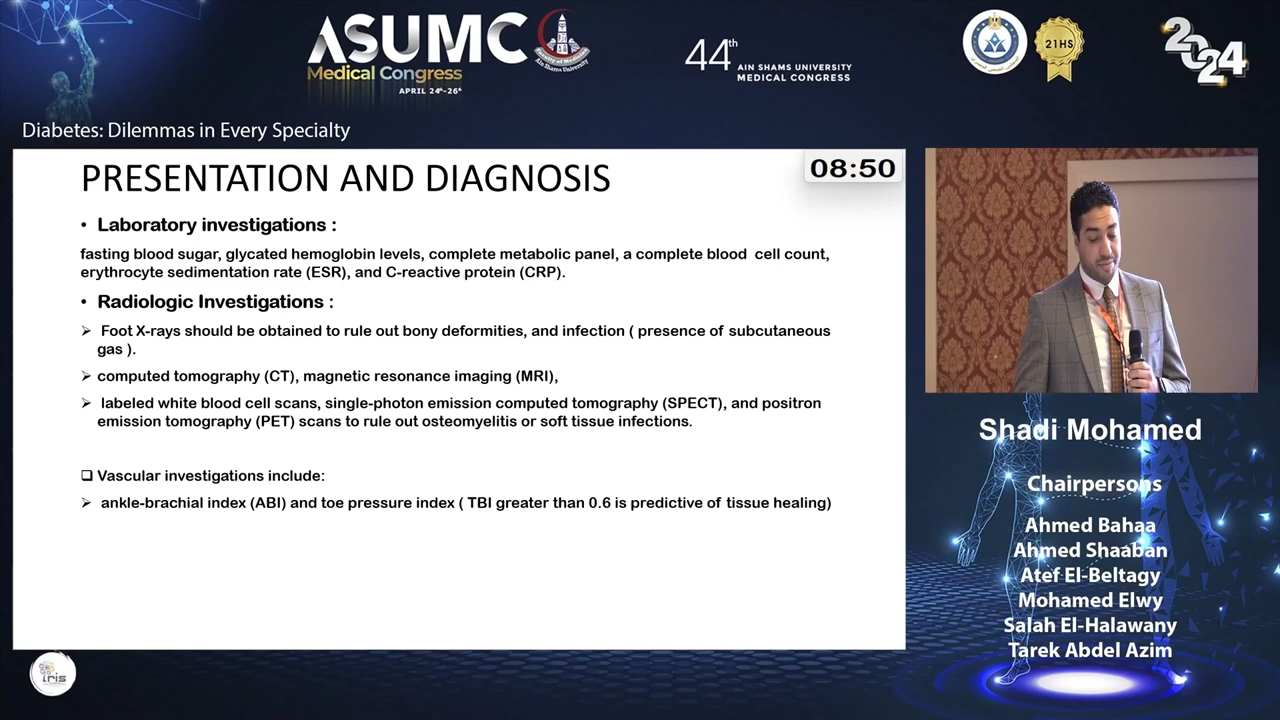 ASUMC
Medical Congress
APRIL 24th-26th
Faculty of Medicine
Ain Shams University
44th
AIN SHAMS UNIVERSITY
MEDICAL CONGRESS
21HS
2024
Diabetes: Dilemmas in Every Specialty
PRESENTATION AND DIAGNOSIS
08:50
• Laboratory investigations :
fasting blood sugar, glycated hemoglobin levels, complete metabolic panel, a complete blood cell count,
erythrocyte sedimentation rate (ESR), and C-reactive protein (CRP).
• Radiologic Investigations :
➢ Foot X-rays should be obtained to rule out bony deformities, and infection ( presence of subcutaneous
gas ).
➢ computed tomography (CT), magnetic resonance imaging (MRI),
➢ labeled white blood cell scans, single-photon emission computed tomography (SPECT), and positron
emission tomography (PET) scans to rule out osteomyelitis or soft tissue infections.
❑ Vascular investigations include:
➢ ankle-brachial index (ABI) and toe pressure index ( TBI greater than 0.6 is predictive of tissue healing)
Shadi Mohamed
Chairpersons
Ahmed Bahaa
Ahmed Shaaban
Atef El-Beltagy
Mohamed Elwy
Salah El-Halawany
Tarek Abdel Azim
iris